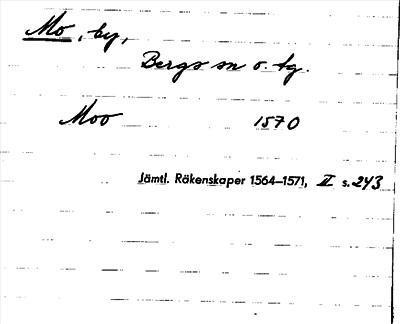 Mo, by,
Bergs sn o. tg.
Moo 1570
Jämtl. Räkenskaper 1564–1571, II s. 243